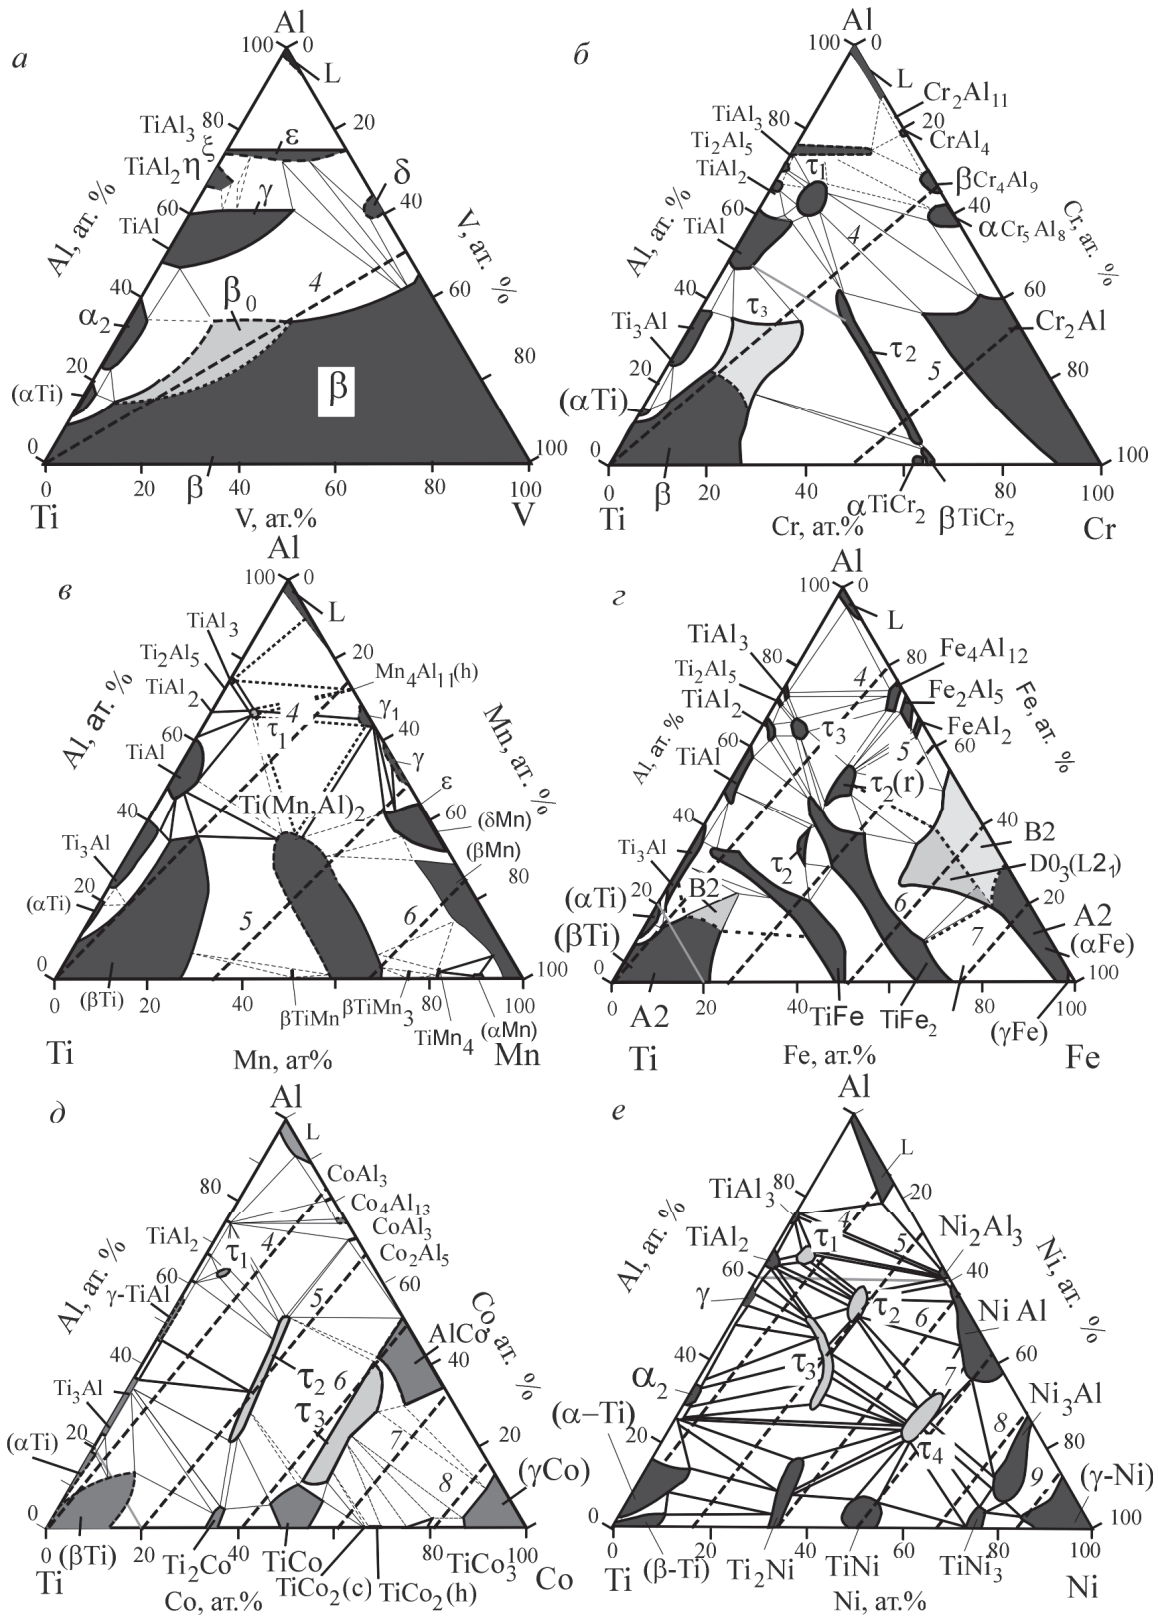 а
Al
100 0
L
TiAl3 80 20
ξ ε
TiAl2 η δ
γ 40
60
TiAl
Al, ат. %
V, ат. %
4
40 β0 60
α2
20 80
(αTi) β
0 100
0 20 40 60 80 100
β
Ti V, ат.% V
б
Al
100 0
L
Cr2Al11
TiAl3 80 20
CrAl4
Ti2Al5 τ1
TiAl2 βCr4Al9
60 40
TiAl αCr5Al8
Al, ат. %
Cr, ат. %
4
40 60
τ3
Ti3Al Cr2Al
τ2
20 5 80
(αTi)
0 100
0 20 40 60 80 100
β αTiCr2 βTiCr2
Ti Cr, ат.% Cr
в
Al
100 0
L
TiAl3
Ti2Al5 20
Mn4Al11(h)
TiAl2
4 γ1
60 τ1 40
TiAl γ
Al, ат. %
Mn, ат. %
Ti(Mn,Al)2 ε
40 60
(δMn)
Ti3Al (βMn)
20 80
(αTi)
5 6
0 100
0 20 40 60 80 100
(βTi) βTiMn βTiMn3 TiMn4 (αMn)
Ti Mn, ат% Mn
г
Al
100 0
L
TiAl3 80 80 Fe4Al12
Ti2Al5 4 Fe2Al5
TiAl2 FeAl2
60 τ3 5 60
TiAl τ2(r)
Al, ат. %
Fe, ат. %
40 40
B2
Ti3Al τ2 D03(L21)
20 B2 20
(αTi) 6 A2
(βTi) 7 (αFe)
0 100
0 20 40 60 80 100
A2 TiFe TiFe2 (γFe)
Ti Fe, ат.% Fe
д
Al
L
CoAl3
80 Co4Al13
4 CoAl3
TiAl2 τ1 Co2Al5
60 60
γ-TiAl 5
Al, ат. %
Co, ат. %
AlCo
40 40
τ2 6
Ti3Al τ3
(αTi) 20 7 20
8 (γCo)
0 100
0 (βTi) 20 40 60 80 100
Ti2Co TiCo TiCo2(c) TiCo2(h) TiCo3
Ti Co, ат.% Co
е
Al
L
TiAl3 80 20
4 Ni2Al3
TiAl2 τ1 5
60 40
γ τ2 6 NiAl
Al, ат. %
Ni, ат. %
40 τ3 60
α2 7 Ni3Al
(α–Ti) 8
20 τ4 80
9 (γ-Ni)
0 100
0 20 40 60 80 100
Ti (β-Ti) Ti2Ni TiNi TiNi3 Ni
Ni, ат.%